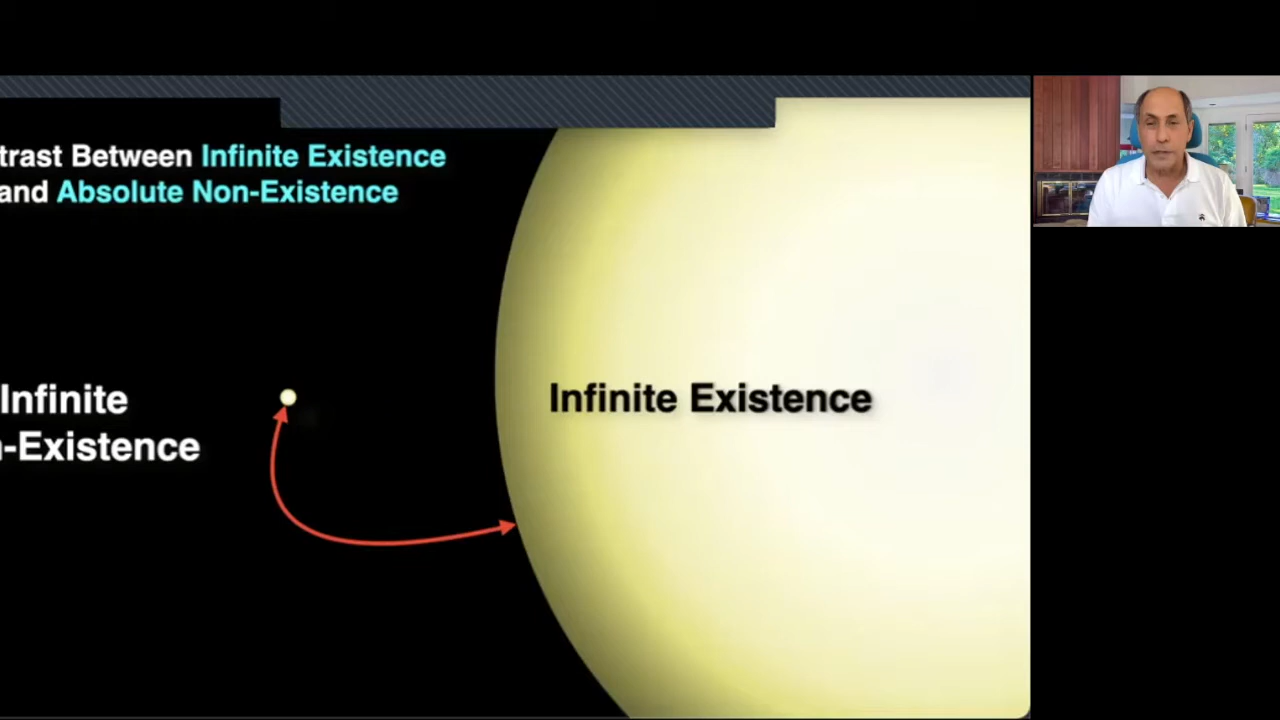 trast Between Infinite Existence
and Absolute Non-Existence
Infinite
-Existence
Infinite Existence